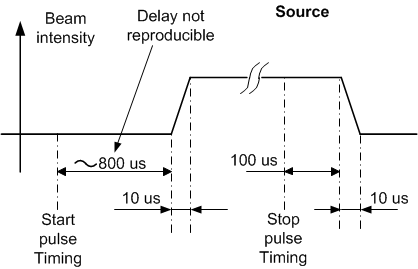 Beam
intensity
Delay not
reproducible
Source
~800 us
100 us
10 us
10 us
Start
pulse
Timing
Stop
pulse
Timing